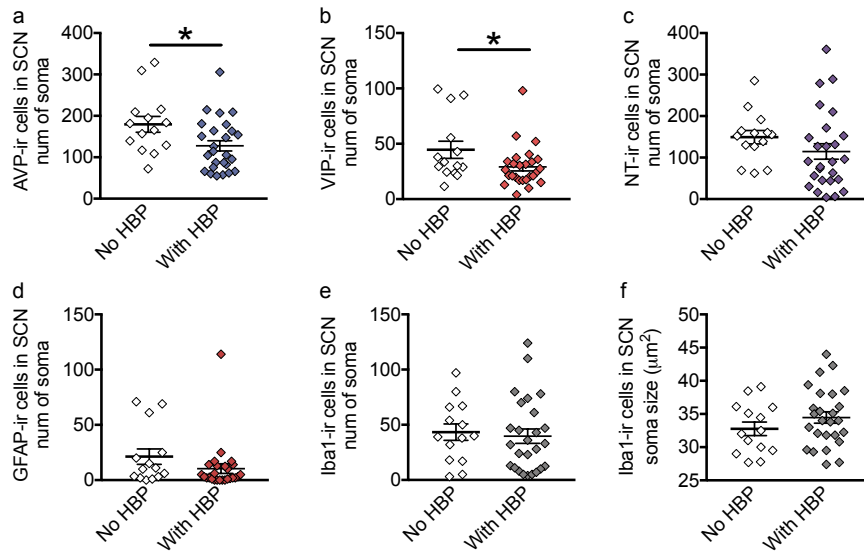 a
AVP-ir cells in SCN
num of soma
400
300
200
100
0
*
No HBP
With HBP
b
VIP-ir cells in SCN
num of soma
150
100
50
0
*
No HBP
With HBP
c
NT-ir cells in SCN
num of soma
400
300
200
100
0
No HBP
With HBP
d
GFAP-ir cells in SCN
num of soma
150
100
50
0
No HBP
With HBP
e
Iba1-ir cells in SCN
num of soma
150
100
50
0
No HBP
With HBP
f
Iba1-ir cells in SCN
soma size (μm²)
50
45
40
35
30
25
No HBP
With HBP